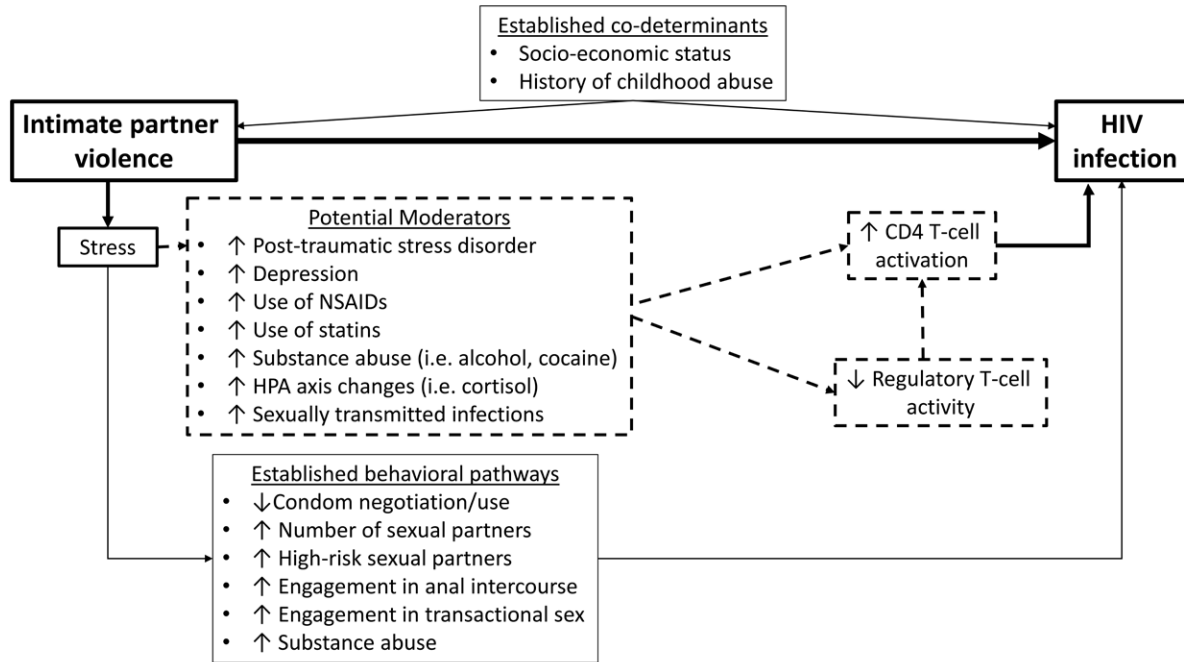 Established co-determinants
• Socio-economic status
• History of childhood abuse
Intimate partner
violence
HIV
infection
Stress
Potential Moderators
• ↑ Post-traumatic stress disorder
• ↑ Depression
• ↑ Use of NSAIDs
• ↑ Use of statins
• ↑ Substance abuse (i.e. alcohol, cocaine)
• ↑ HPA axis changes (i.e. cortisol)
• ↑ Sexually transmitted infections
↑ CD4 T-cell
activation
↓ Regulatory T-cell
activity
Established behavioral pathways
• ↓Condom negotiation/use
• ↑ Number of sexual partners
• ↑ High-risk sexual partners
• ↑ Engagement in anal intercourse
• ↑ Engagement in transactional sex
• ↑ Substance abuse